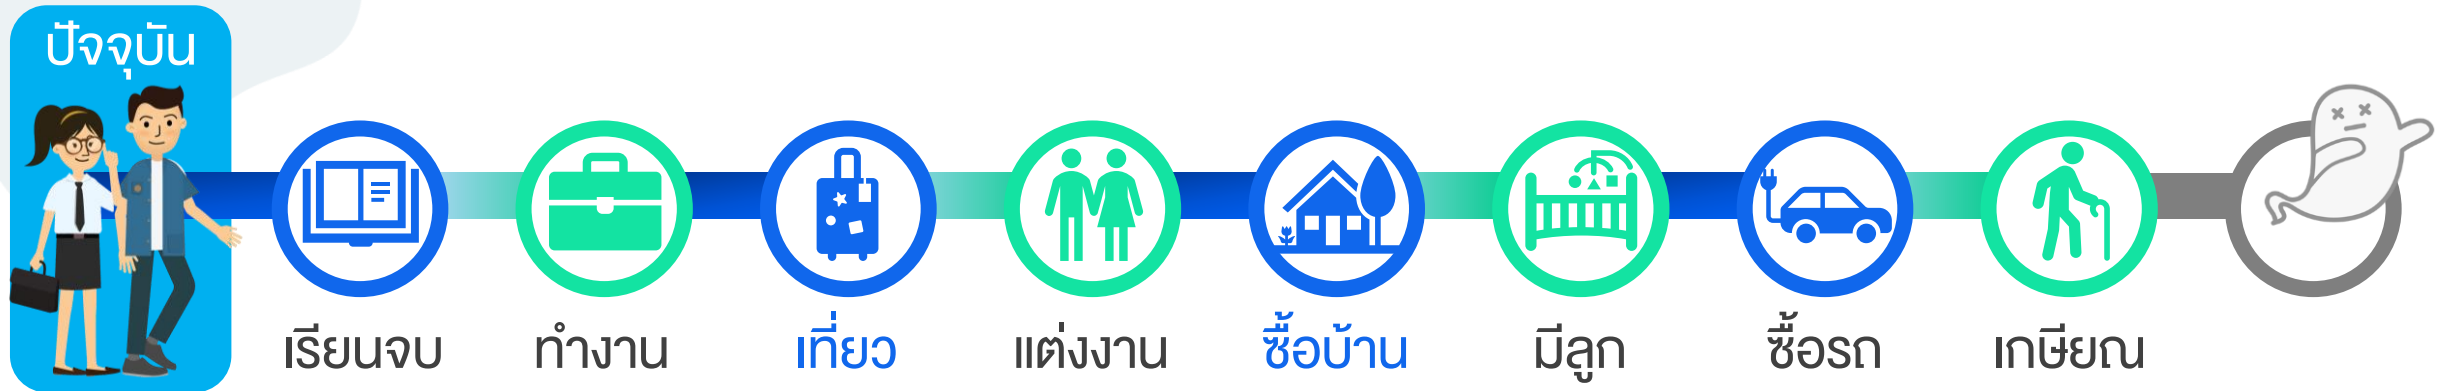 ปัจจุบัน
เรียนจบ
ทำงาน
เที่ยว
แต่งงาน
ซื้อบ้าน
มีลูก
ซื้อรถ
เกษียณ